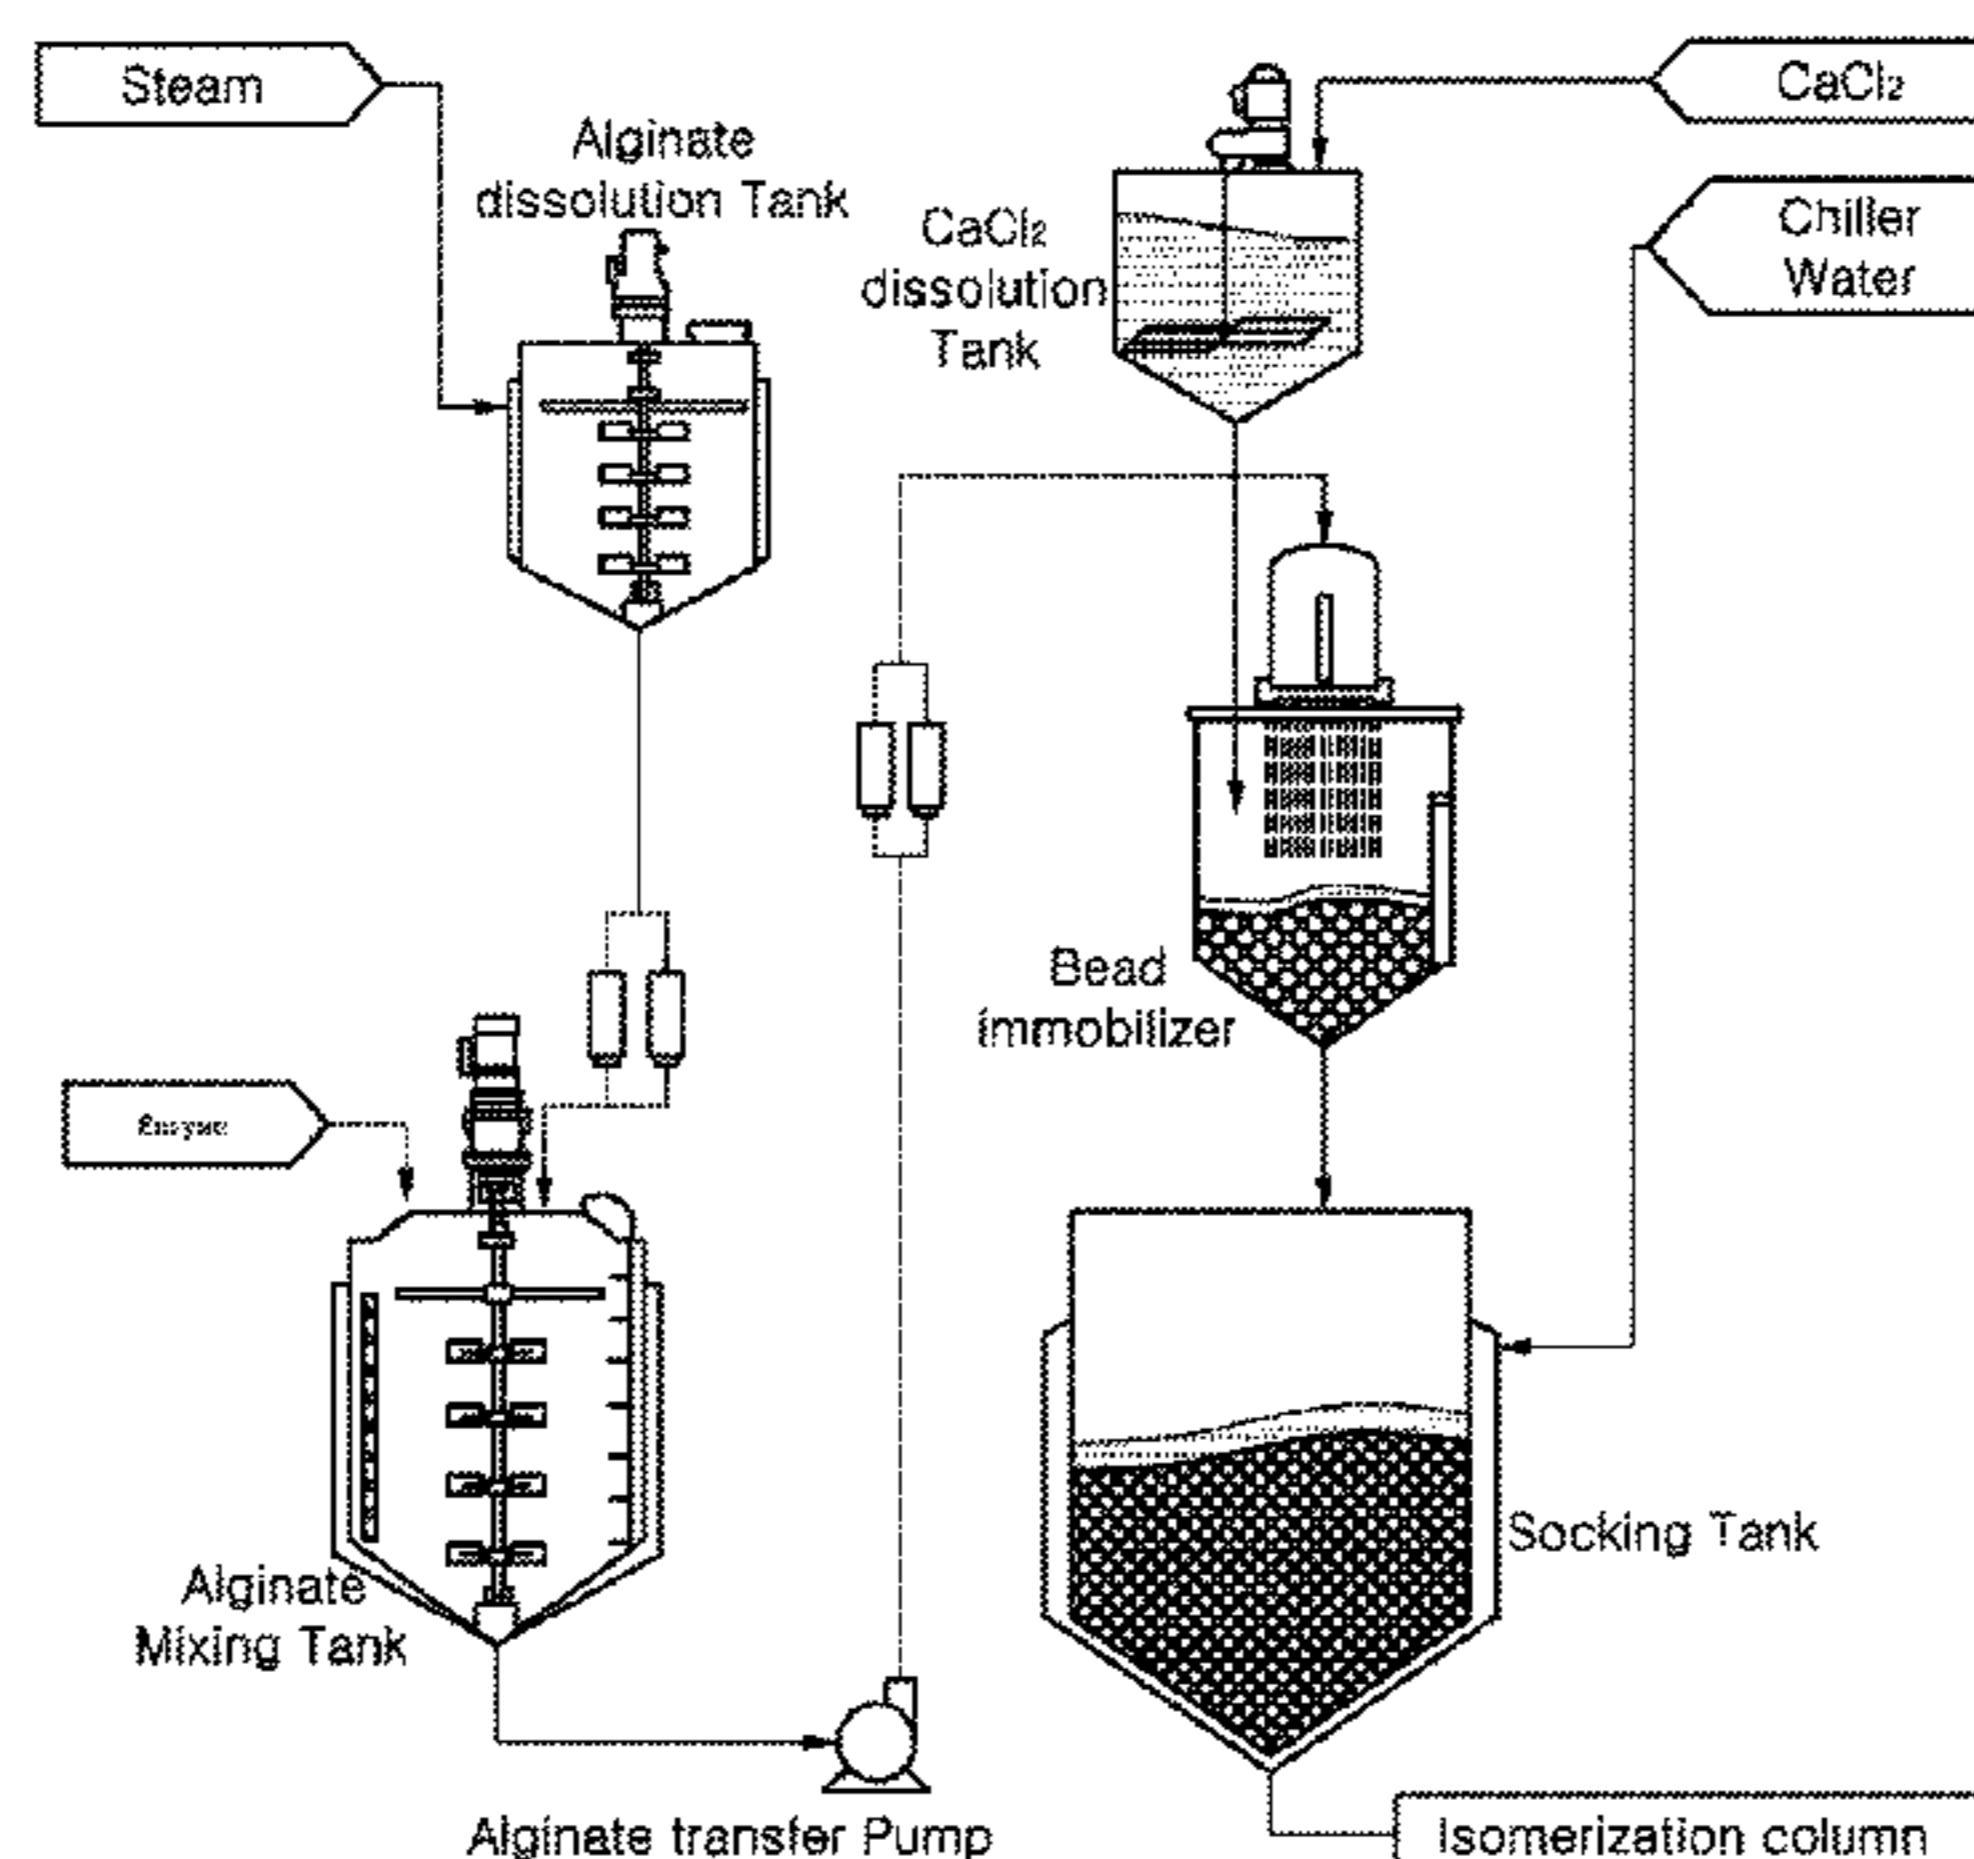 Steam
Alginate
dissolution Tank
CaCl₂
dissolution
Tank
CaCl₂
Chiller
Water
Bead
immobilizer
Enzyme
Alginate
Mixing Tank
Socking Tank
Alginate transfer Pump
Isomerization column